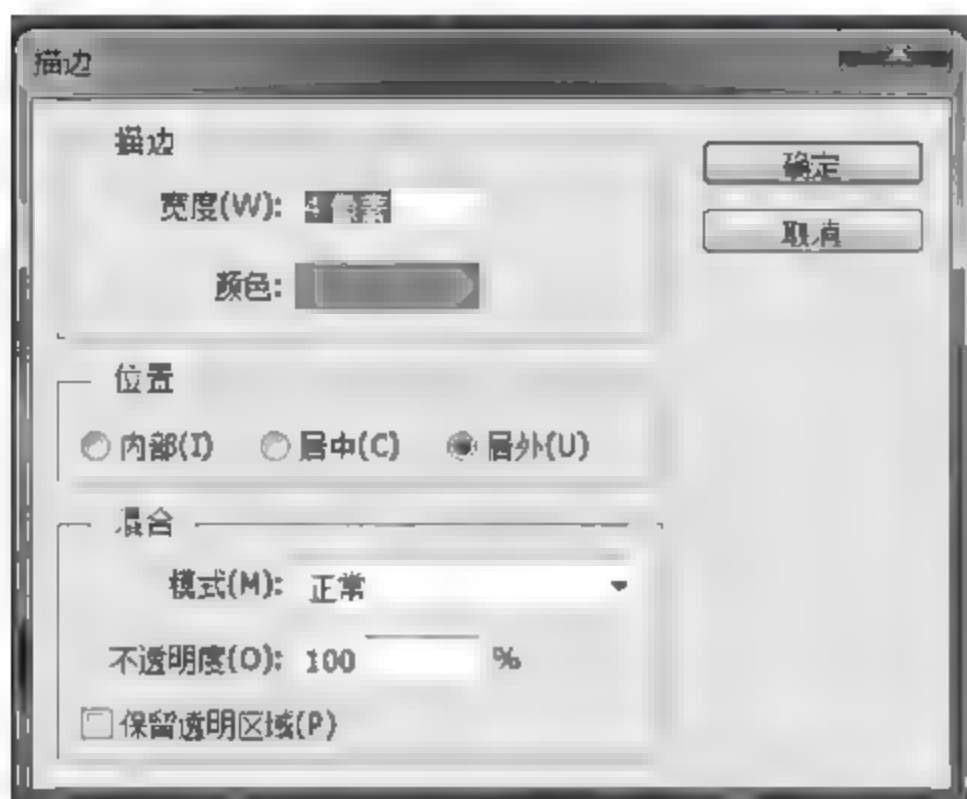 描边
描边
确定
宽度(W): 4 像素
取消
颜色:
位置
内部(I) 居中(C) 居外(U)
混合
模式(M): 正常
不透明度(O): 100 %
保留透明区域(P)